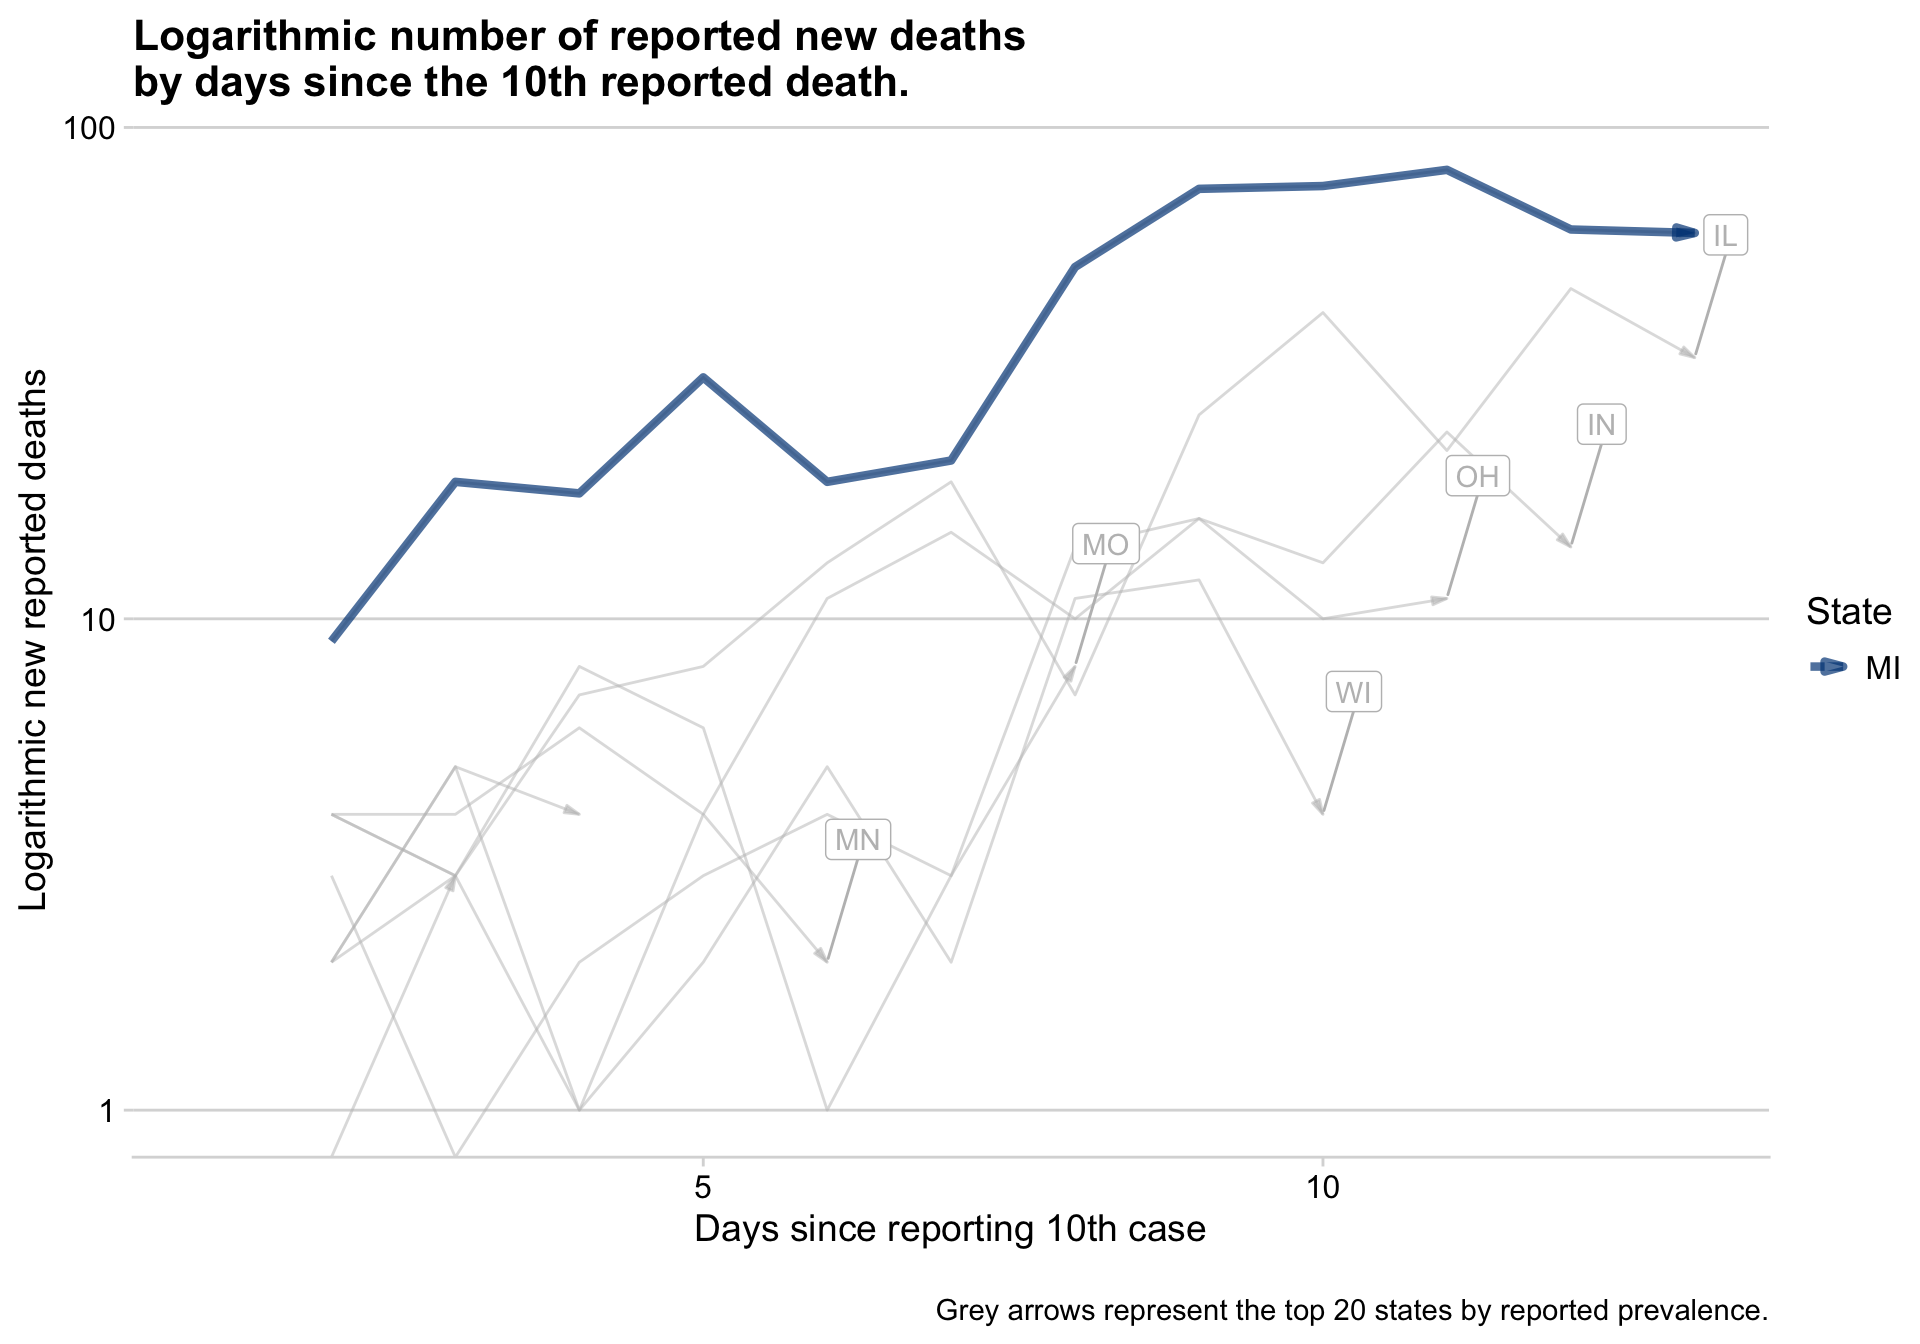 Logarithmic number of reported new deaths
by days since the 10th reported death.
100
10
1
Logarithmic new reported deaths
IL
IN
OH
MO
WI
MN
State
MI
5
10
Days since reporting 10th case
Grey arrows represent the top 20 states by reported prevalence.